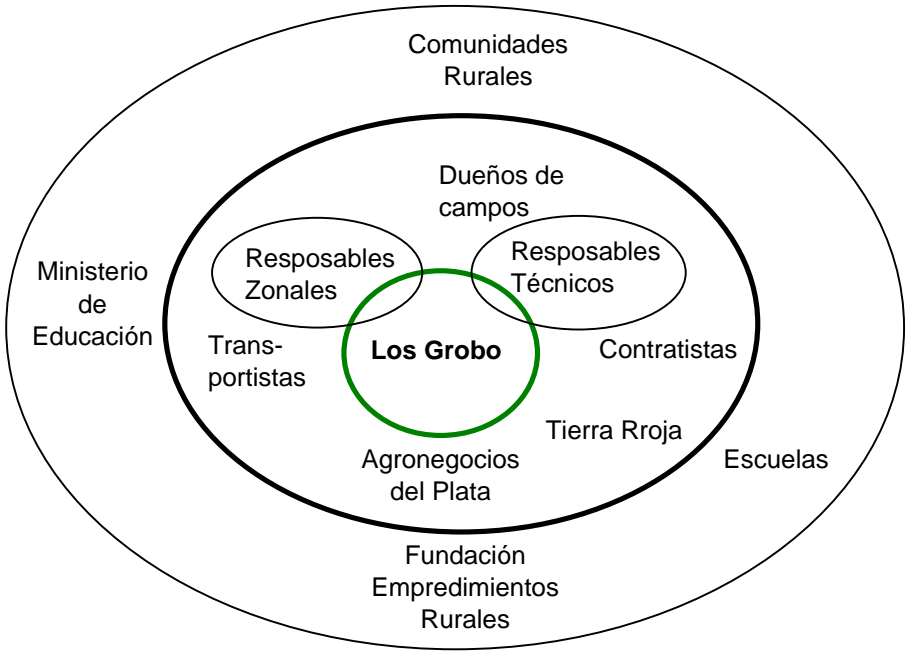 Comunidades
Rurales
Dueños de
campos
Resposables
Zonales
Resposables
Técnicos
Ministerio
de
Educación
Trans-
portistas
Los Grobo
Contratistas
Tierra Rroja
Escuelas
Agronegocios
del Plata
Fundación
Empredimientos
Rurales